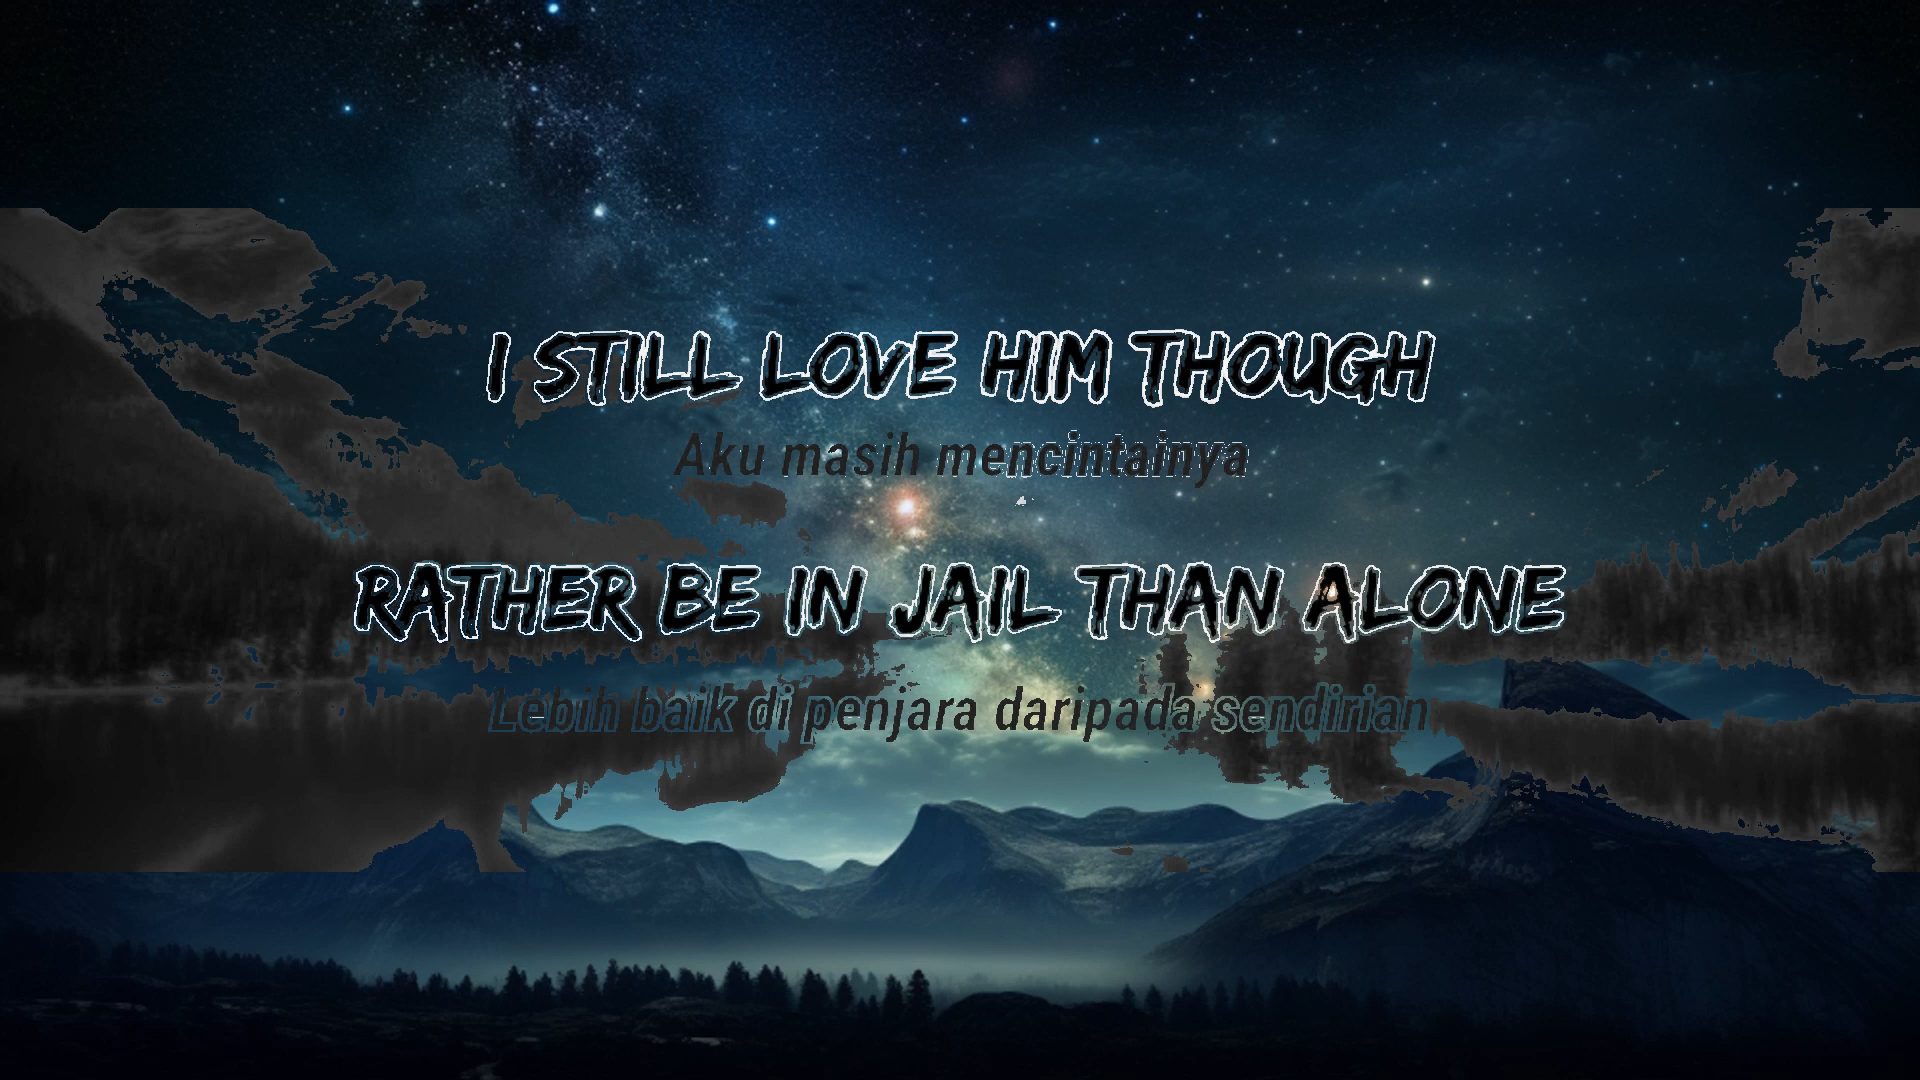 I STILL LOVE HIM THOUGH
Aku masih mencintainya
RATHER BE IN JAIL THAN ALONE
Lebih baik di penjara daripada sendirian